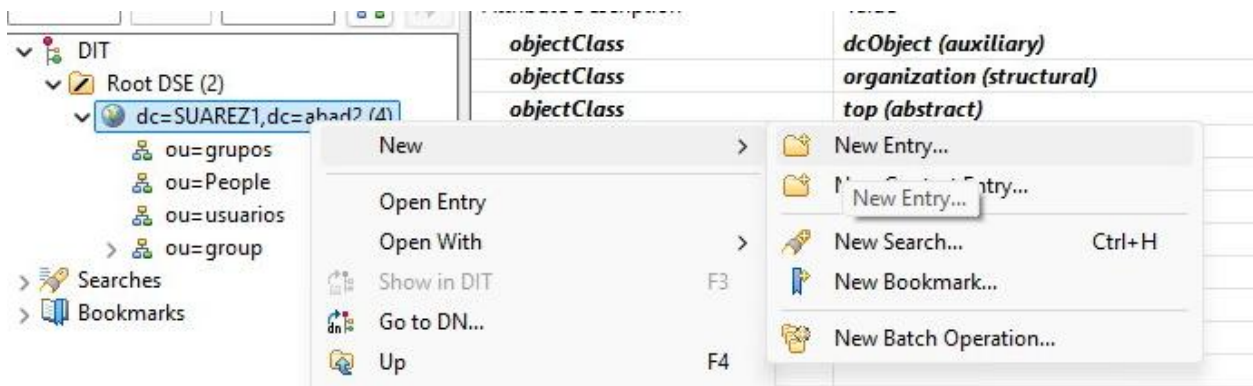 DIT
Root DSE (2)
dc=SUAREZ1,dc=abad2 (4)
ou=grupos
ou=People
ou=usuarios
ou=group
Searches
Bookmarks
objectClass dcObject (auxiliary)
objectClass organization (structural)
objectClass top (abstract)
New
Open Entry
Open With
Show in DIT F3
Go to DN...
Up F4
New Entry...
New Entry...
New Search... Ctrl+H
New Bookmark...
New Batch Operation...